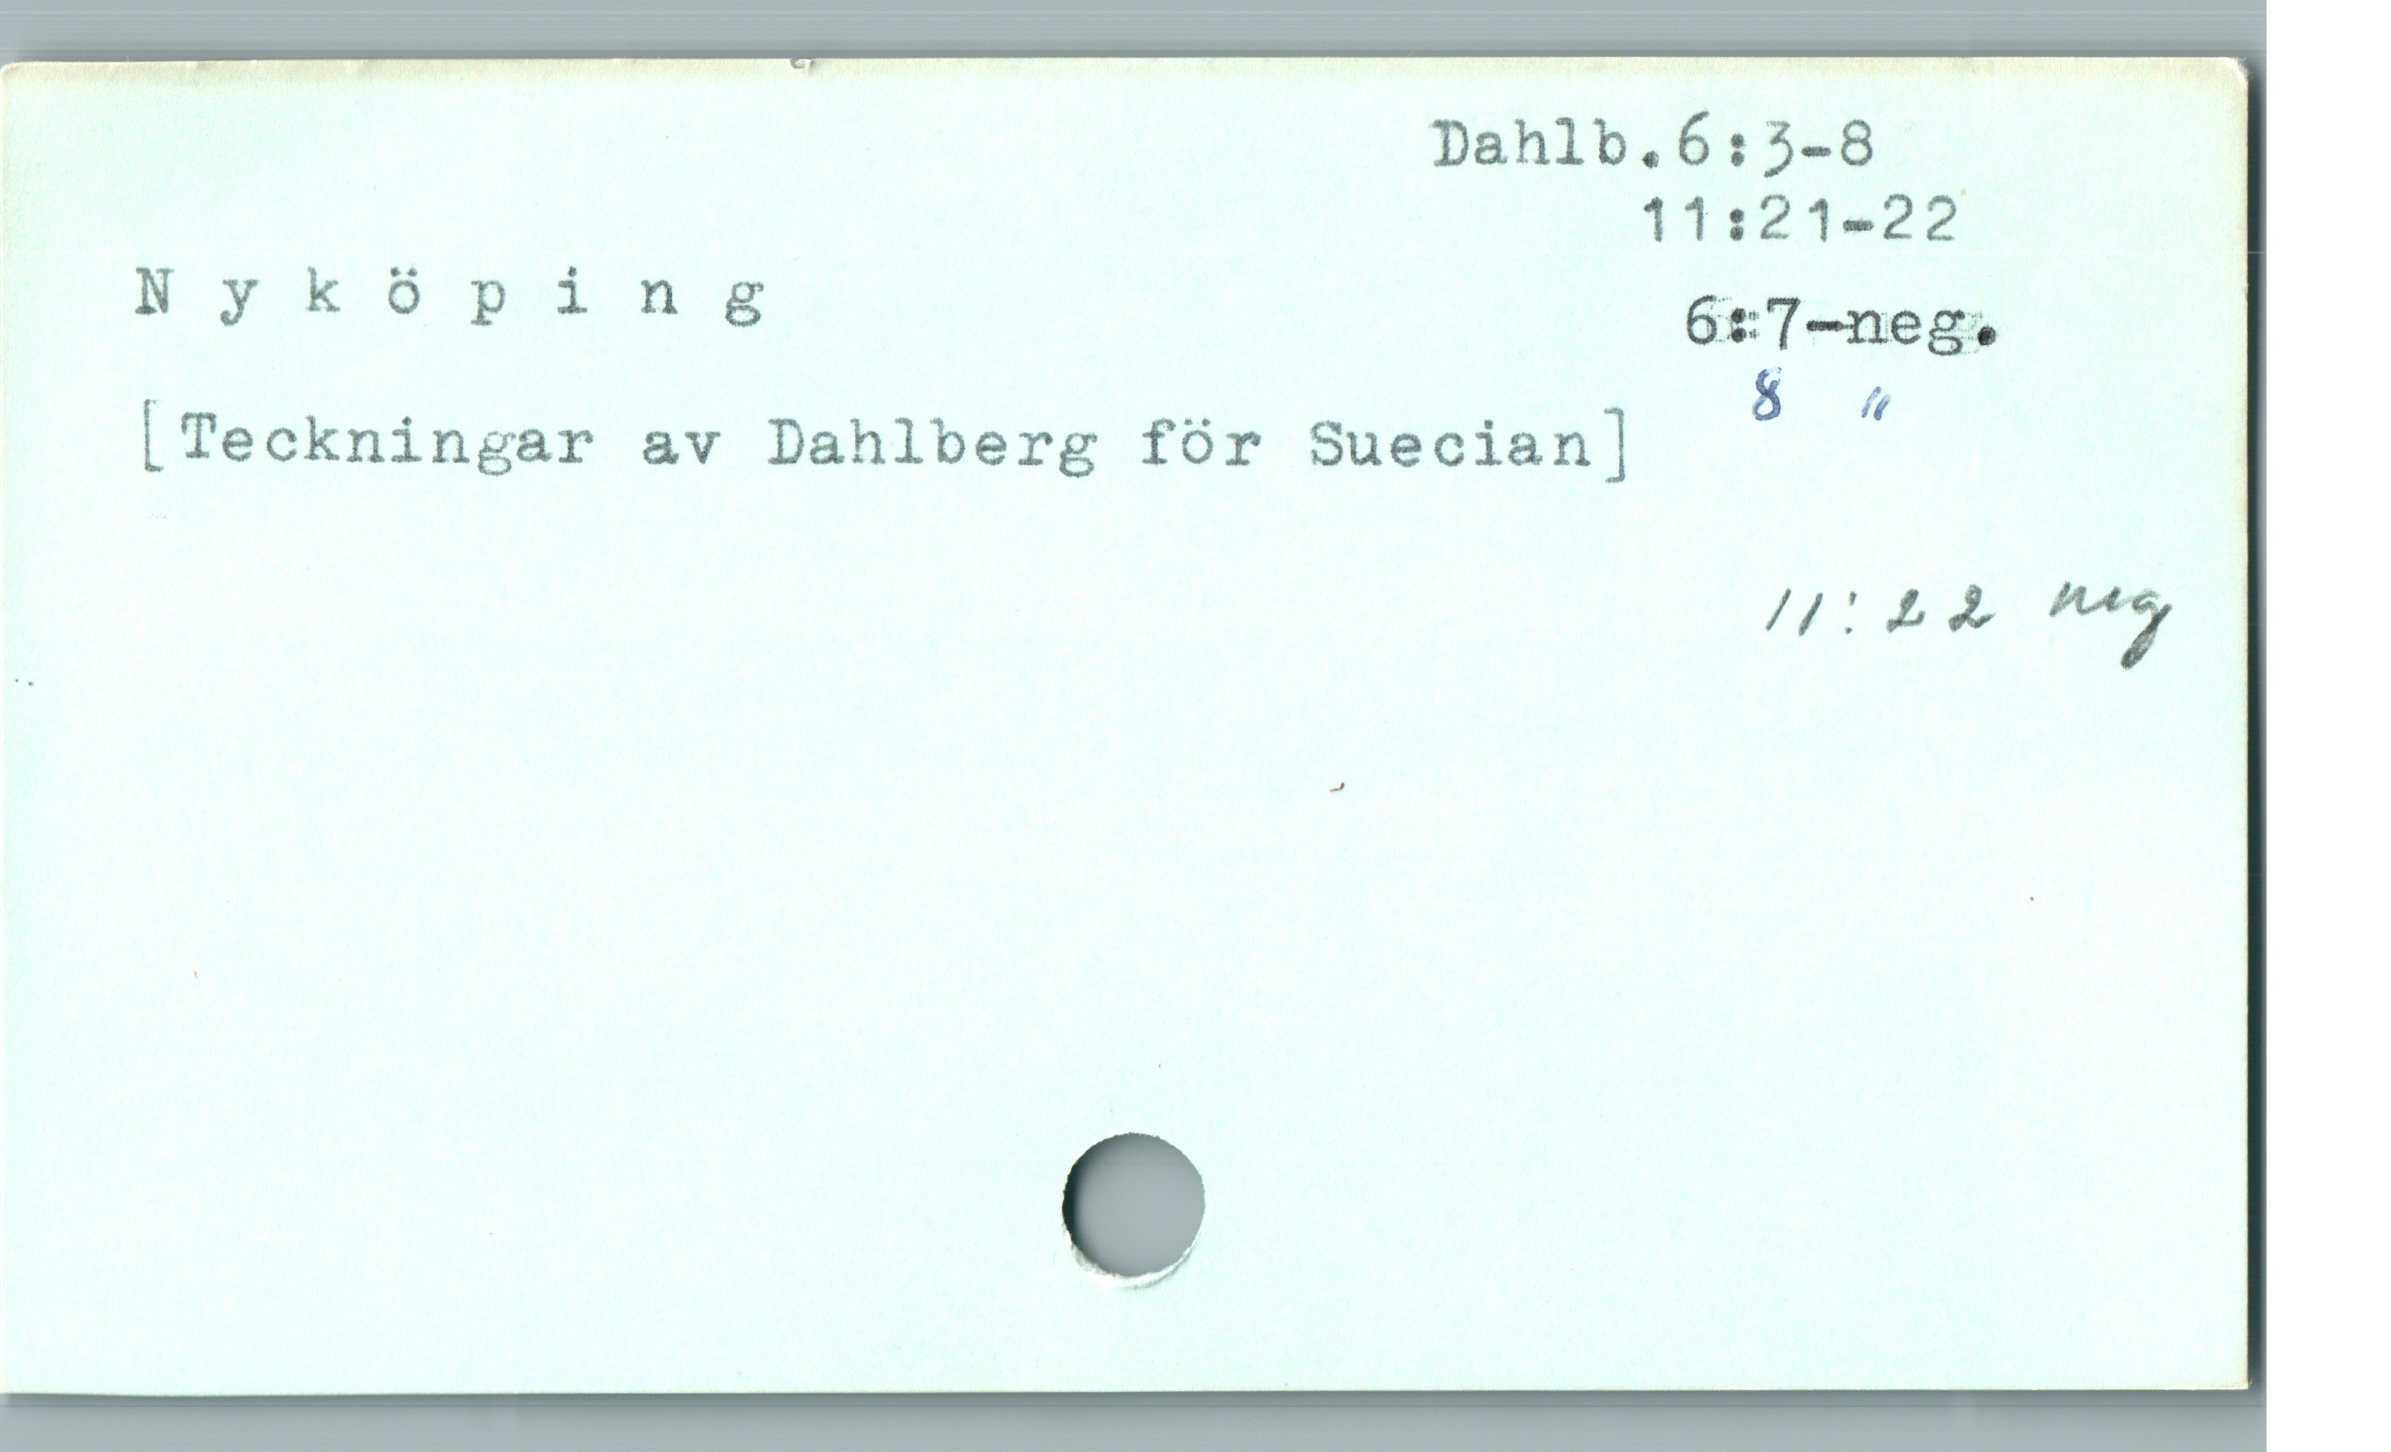 Dahlb.6:3-8
11:21-22
N y k ö p i n g
6:7-neg.
8 "
[Teckningar av Dahlberg för Suecian]
11:22 neg